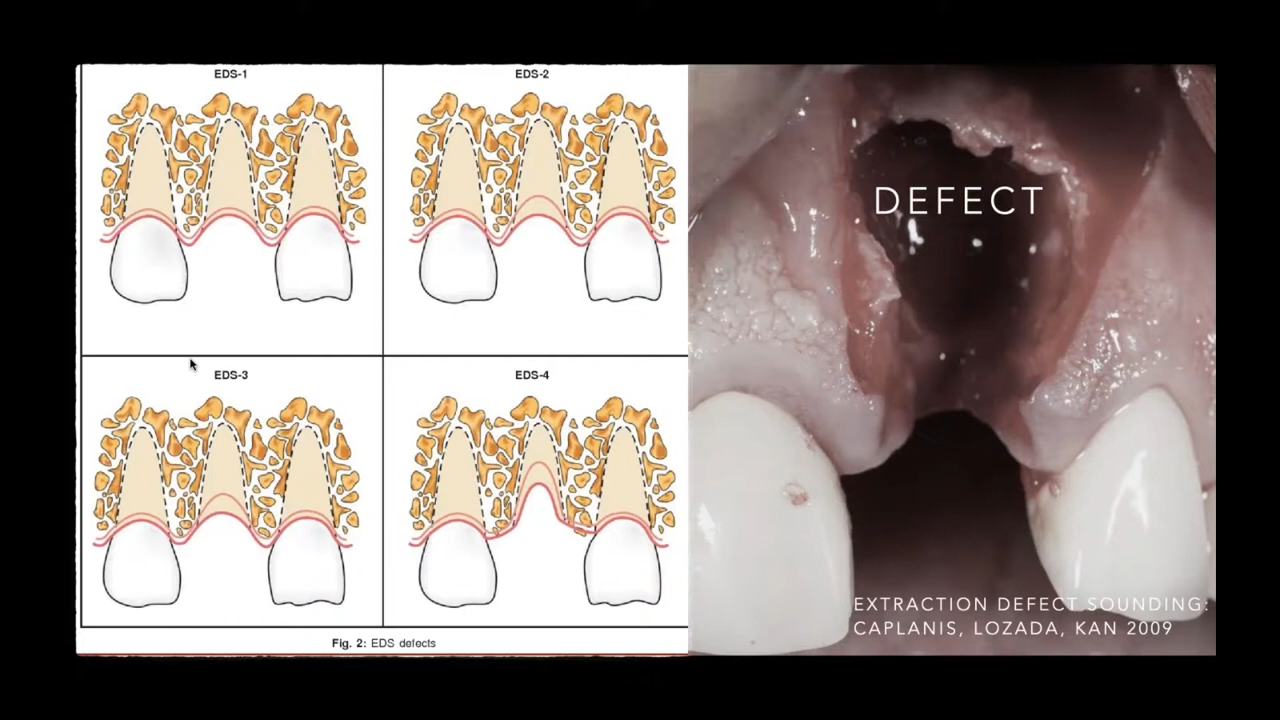 EDS-1
EDS-2
EDS-3
EDS-4
Fig. 2: EDS defects
DEFECT
EXTRACTION DEFECT SOUNDING:
CAPLANIS, LOZADA, KAN 2009